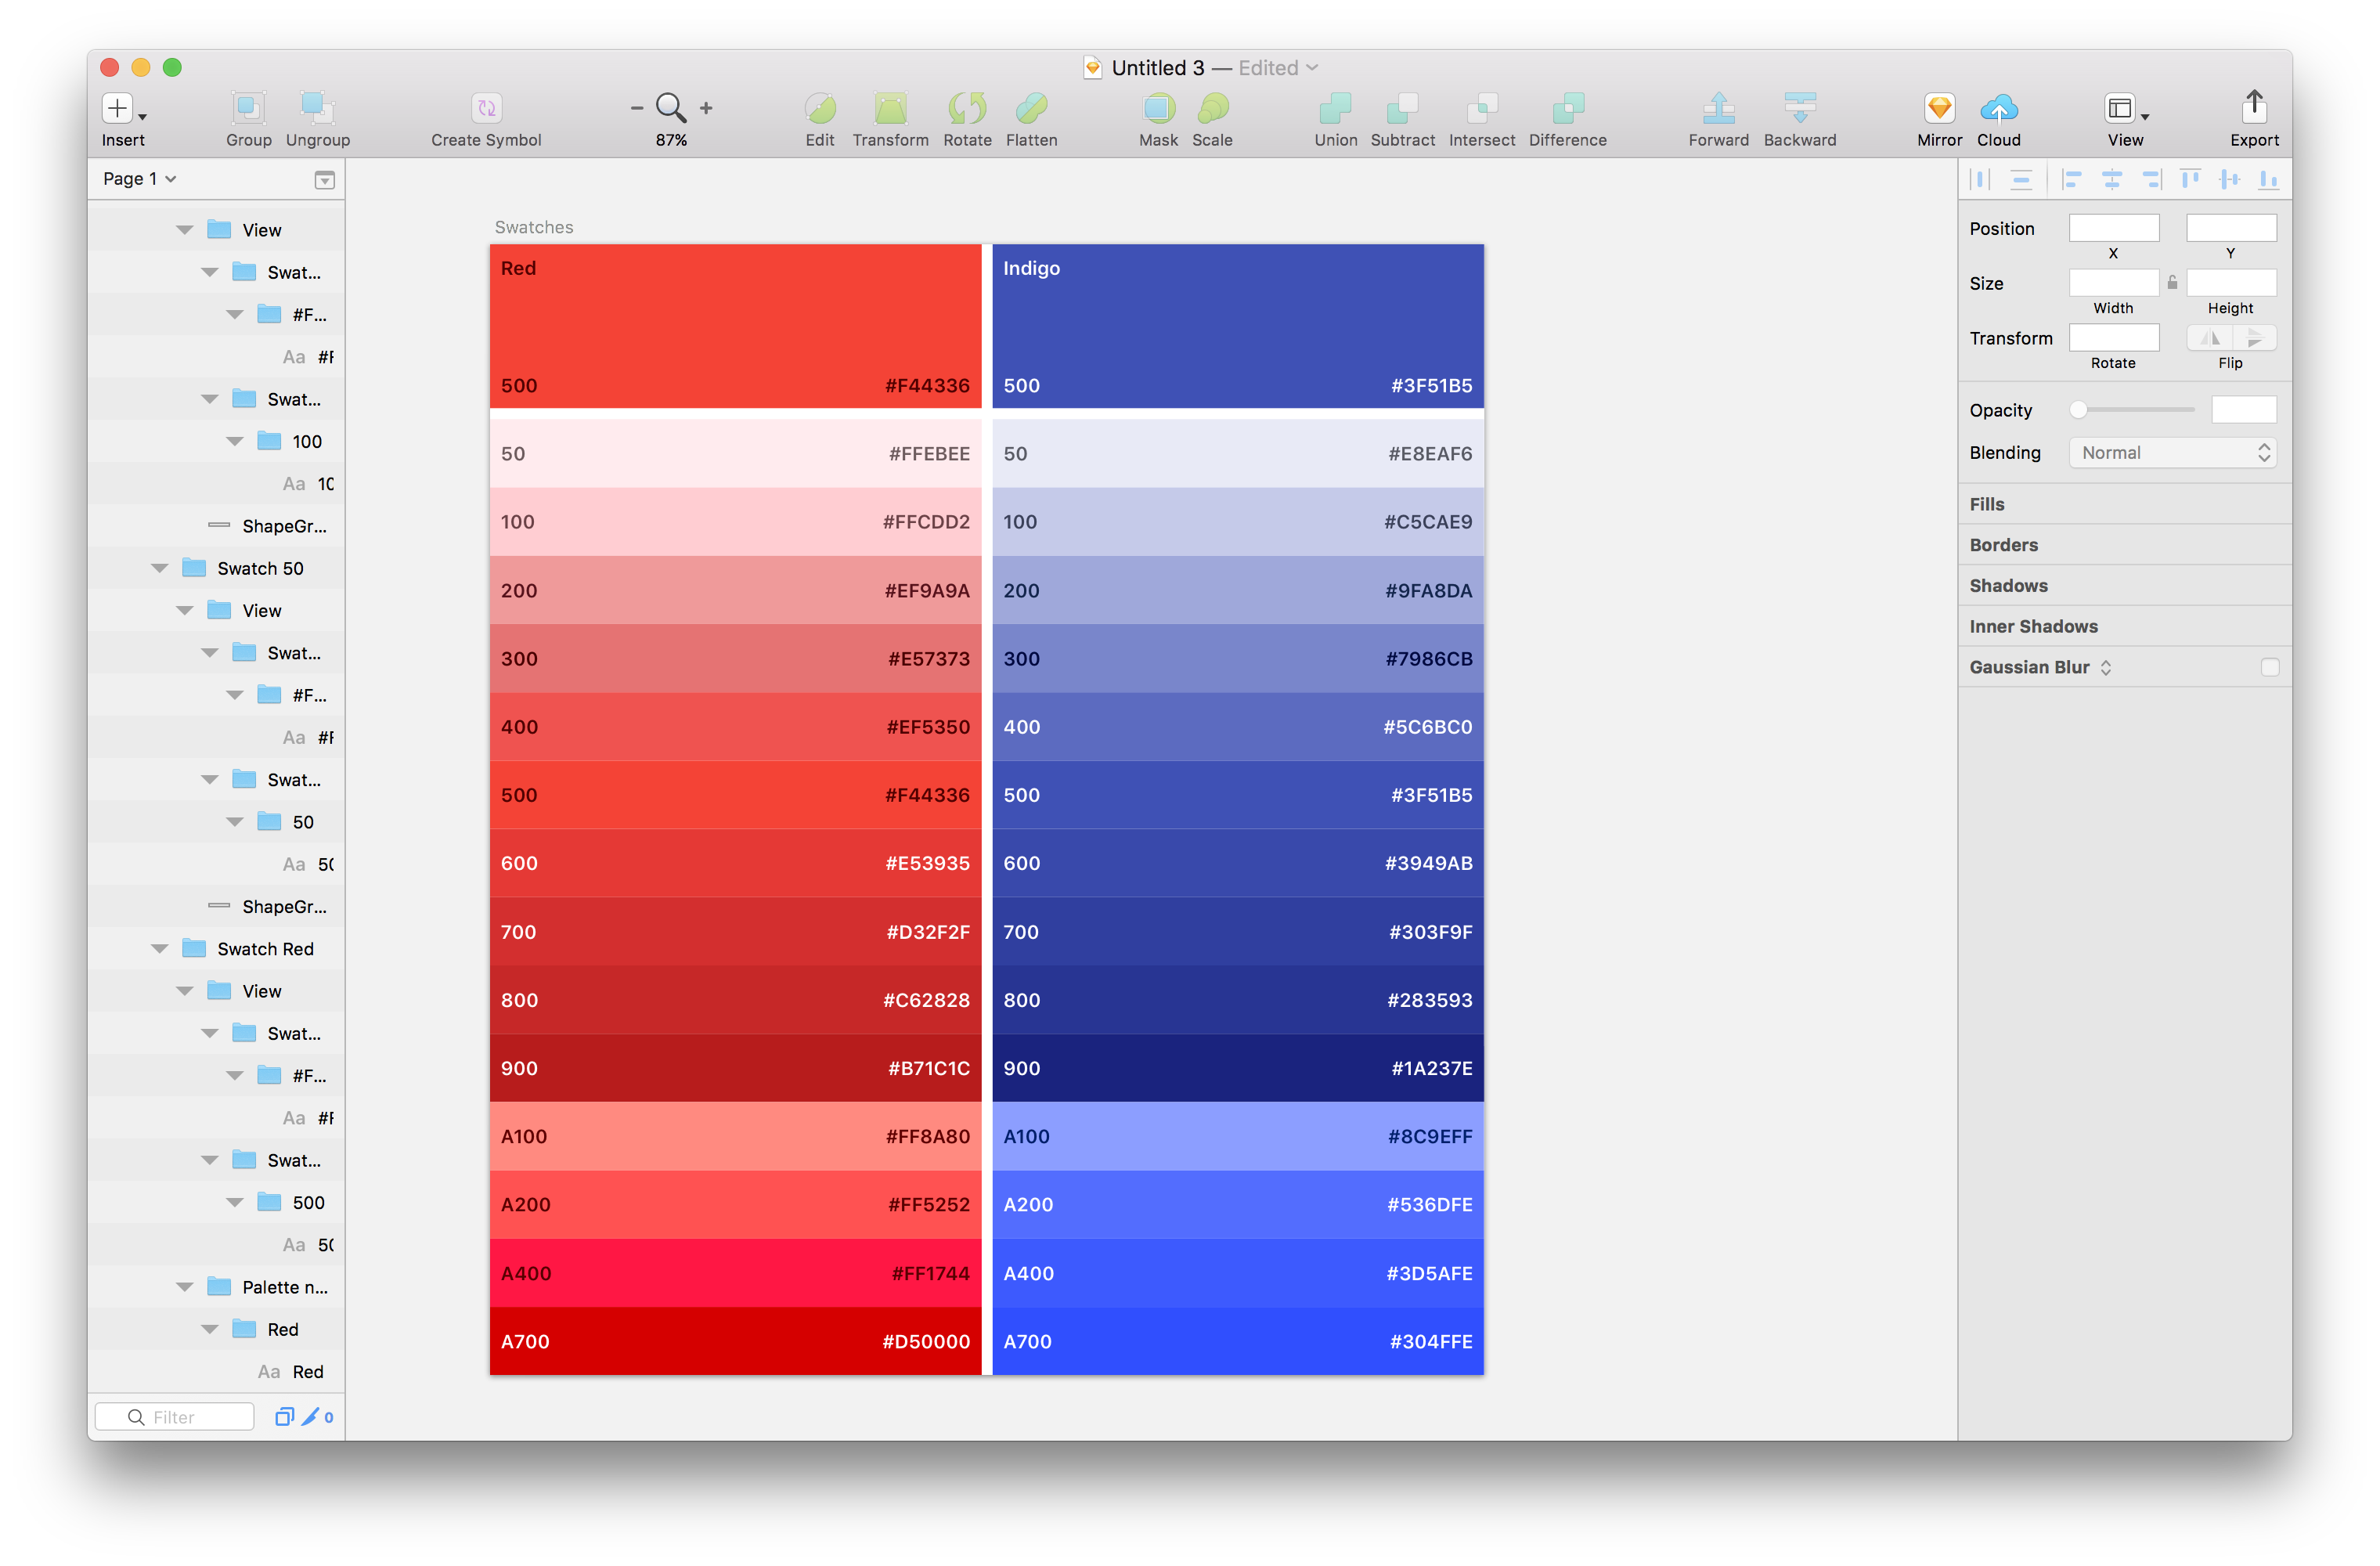 Untitled 3 — Edited
Insert
Group
Ungroup
Create Symbol
87%
Edit
Transform
Rotate
Flatten
Mask
Scale
Union
Subtract
Intersect
Difference
Forward
Backward
Mirror
Cloud
View
Export
Page 1
View
Swat...
#F...
Aa #F
Swat...
100
Aa 10
ShapeGr...
Swatch 50
View
Swat...
#F...
Aa #F
Swat...
50
Aa 50
ShapeGr...
Swatch Red
View
Swat...
#F...
Aa #F
Swat...
500
Aa 50
Palette n...
Red
Aa Red
Filter
0
Swatches
Red
500 #F44336
50 #FFEBEE
100 #FFCDD2
200 #EF9A9A
300 #E57373
400 #EF5350
500 #F44336
600 #E53935
700 #D32F2F
800 #C62828
900 #B71C1C
A100 #FF8A80
A200 #FF5252
A400 #FF1744
A700 #D50000
Indigo
500 #3F51B5
50 #E8EAF6
100 #C5CAE9
200 #9FA8DA
300 #7986CB
400 #5C6BC0
500 #3F51B5
600 #3949AB
700 #303F9F
800 #283593
900 #1A237E
A100 #8C9EFF
A200 #536DFE
A400 #3D5AFE
A700 #304FFE
Position
X Y
Size
Width Height
Transform
Rotate Flip
Opacity
Blending Normal
Fills
Borders
Shadows
Inner Shadows
Gaussian Blur